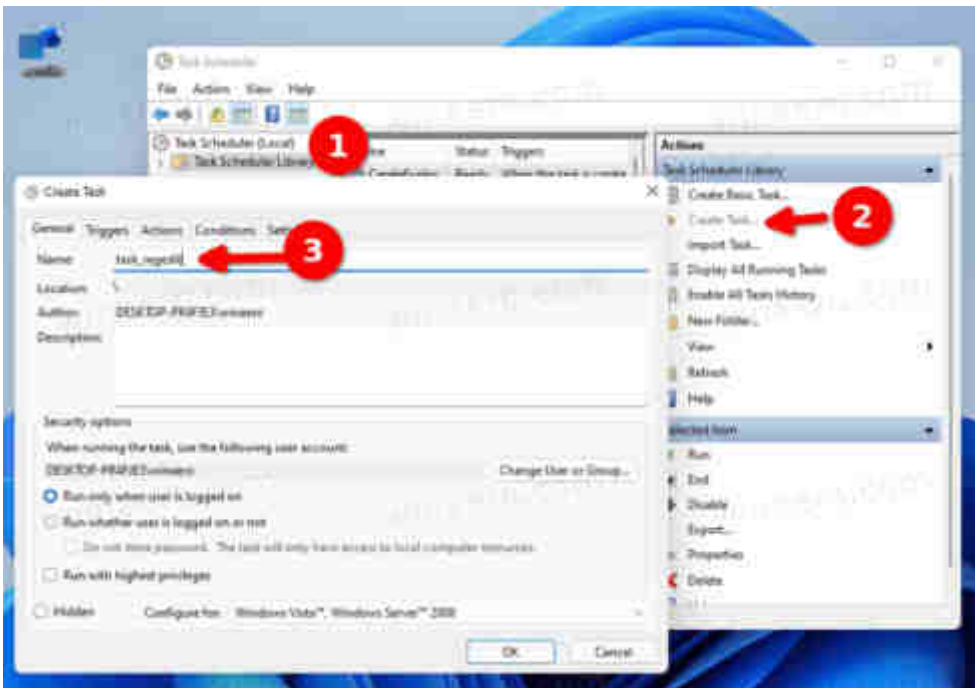 Task Scheduler
File Action View Help
Task Scheduler (Local)
Task Scheduler Library
1
Status Triggers
Ready When the task is create
Actions
Task Scheduler Library
Create Basic Task...
Create Task...
2
Import Task...
Display All Running Tasks
Enable All Tasks History
New Folder...
View
Refresh
Help
Selected Item
Run
End
Disable
Export...
Properties
Delete
Create Task
General Triggers Actions Conditions
Name task_regedit
3
Location \
Author
Description
Security options
When running the task, use the following user account:
Change User or Group...
Run only when user is logged on
Run whether user is logged on or not
Do not store password. The task will only have access to local computer resources.
Run with highest privileges
Hidden Configure for: Windows Vista™, Windows Server™ 2008
OK Cancel